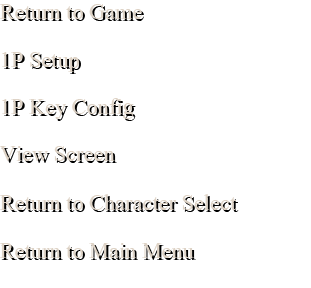 Return to Game
1P Setup
1P Key Config
View Screen
Return to Character Select
Return to Main Menu